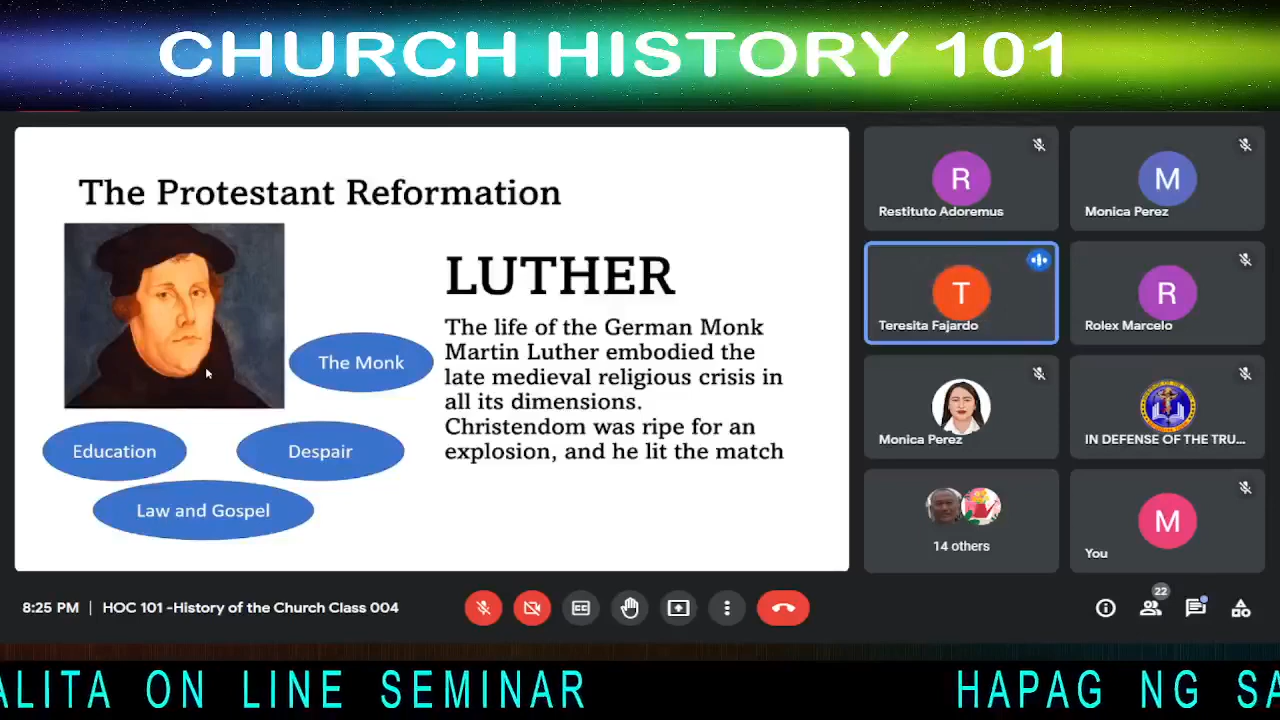 CHURCH HISTORY 101
The Protestant Reformation
LUTHER
The life of the German Monk
Martin Luther embodied the
late medieval religious crisis in
all its dimensions.
Christendom was ripe for an
explosion, and he lit the match
The Monk
Education
Despair
Law and Gospel
R
Restituto Adoremus
M
Monica Perez
T
Teresita Fajardo
R
Rolex Marcelo
Monica Perez
IN DEFENSE OF THE TRU...
14 others
M
You
8:25 PM | HOC 101 -History of the Church Class 004
CC
22
ALITA ON LINE SEMINAR HAPAG NG SA